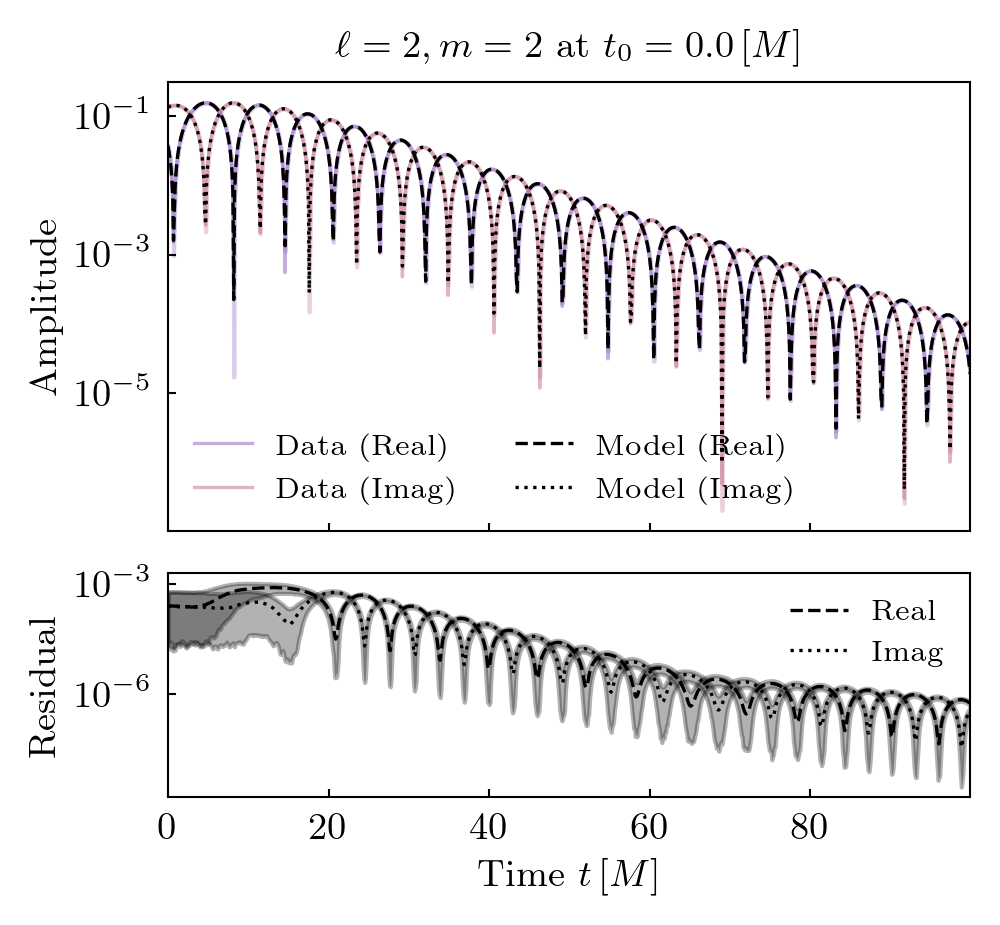 ℓ = 2, m = 2 at t₀ = 0.0 [M]
10⁻¹
10⁻³
10⁻⁵
Amplitude
Data (Real)
Data (Imag)
Model (Real)
Model (Imag)
10⁻³
10⁻⁶
Residual
Real
Imag
0 20 40 60 80
Time t [M]